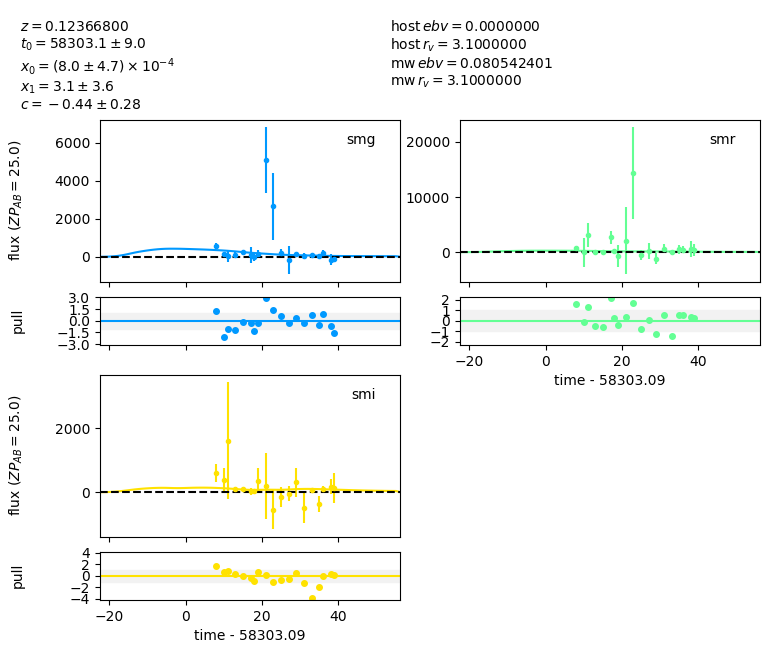 z = 0.12366800
t₀ = 58303.1 ± 9.0
x₀ = (8.0 ± 4.7) × 10⁻⁴
x₁ = 3.1 ± 3.6
c = −0.44 ± 0.28
host ebv = 0.0000000
host r_v = 3.1000000
mw ebv = 0.080542401
mw r_v = 3.1000000
flux (ZP_AB = 25.0)
6000
4000
2000
0
smg
20000
10000
0
smr
pull
3.0
1.5
0.0
−1.5
−3.0
2
1
0
−1
−2
−20
0
20
40
time - 58303.09
flux (ZP_AB = 25.0)
2000
0
smi
pull
4
2
0
−2
−4
−20
0
20
40
time - 58303.09